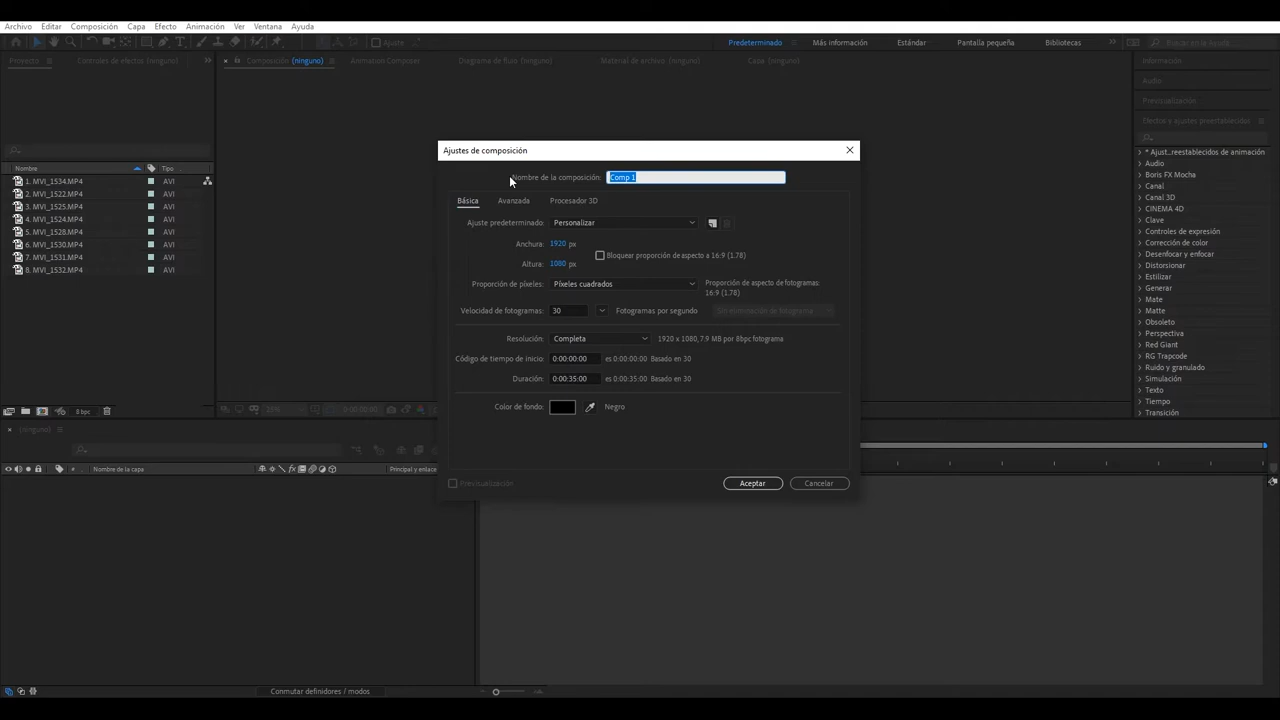 Archivo Editar Composición Capa Efecto Animación Ver Ventana Ayuda
Ajuste Predeterminado Más información Estándar Pantalla pequeña Bibliotecas Buscar en la Ayuda
Proyecto Controles de efectos (ninguno) Composición (ninguno) Animation Composer Diagrama de flujo (ninguno) Material de archivo: (ninguno) Capa: (ninguno) Información
Audio
Previsualización
Efectos y ajustes preestablecidos
Ajustes de composición
Nombre Tipo
1. MVI_1534.MP4 AVI
2. MVI_1522.MP4 AVI
3. MVI_1525.MP4 AVI
4. MVI_1524.MP4 AVI
5. MVI_1528.MP4 AVI
6. MVI_1530.MP4 AVI
7. MVI_1531.MP4 AVI
8. MVI_1532.MP4 AVI
8 bpc
Nombre de la composición: Comp 1
Básica Avanzada Procesador 3D
Ajuste predeterminado: Personalizar
Anchura: 1920 px
Bloquear proporción de aspecto a 16:9 (1.78)
Altura: 1080 px
Proporción de píxeles: Píxeles cuadrados Proporción de aspecto de fotogramas:
16:9 (1.78)
Velocidad de fotogramas: 30 Fotogramas por segundo Sin eliminación de fotograma
Resolución: Completa 1920 x 1080, 7.9 MB por 8bpc fotograma
Código de tiempo de inicio: 0:00:00:00 es 0:00:00:00 Basado en 30
Duración: 0:00:35:00 es 0:00:35:00 Basado en 30
Color de fondo: Negro
Previsualización Aceptar Cancelar
* Ajust...reestablecidos de animación
Audio
Boris FX Mocha
Canal
Canal 3D
CINEMA 4D
Clave
Controles de expresión
Corrección de color
Desenfocar y enfocar
Distorsionar
Estilizar
Generar
Mate
Matte
Obsoleto
Perspectiva
Red Giant
RG Trapcode
Ruido y granulado
Simulación
Texto
Tiempo
Transición
(ninguno)
# Nombre de la capa Principal y enlace
Conmutar definidores / modos